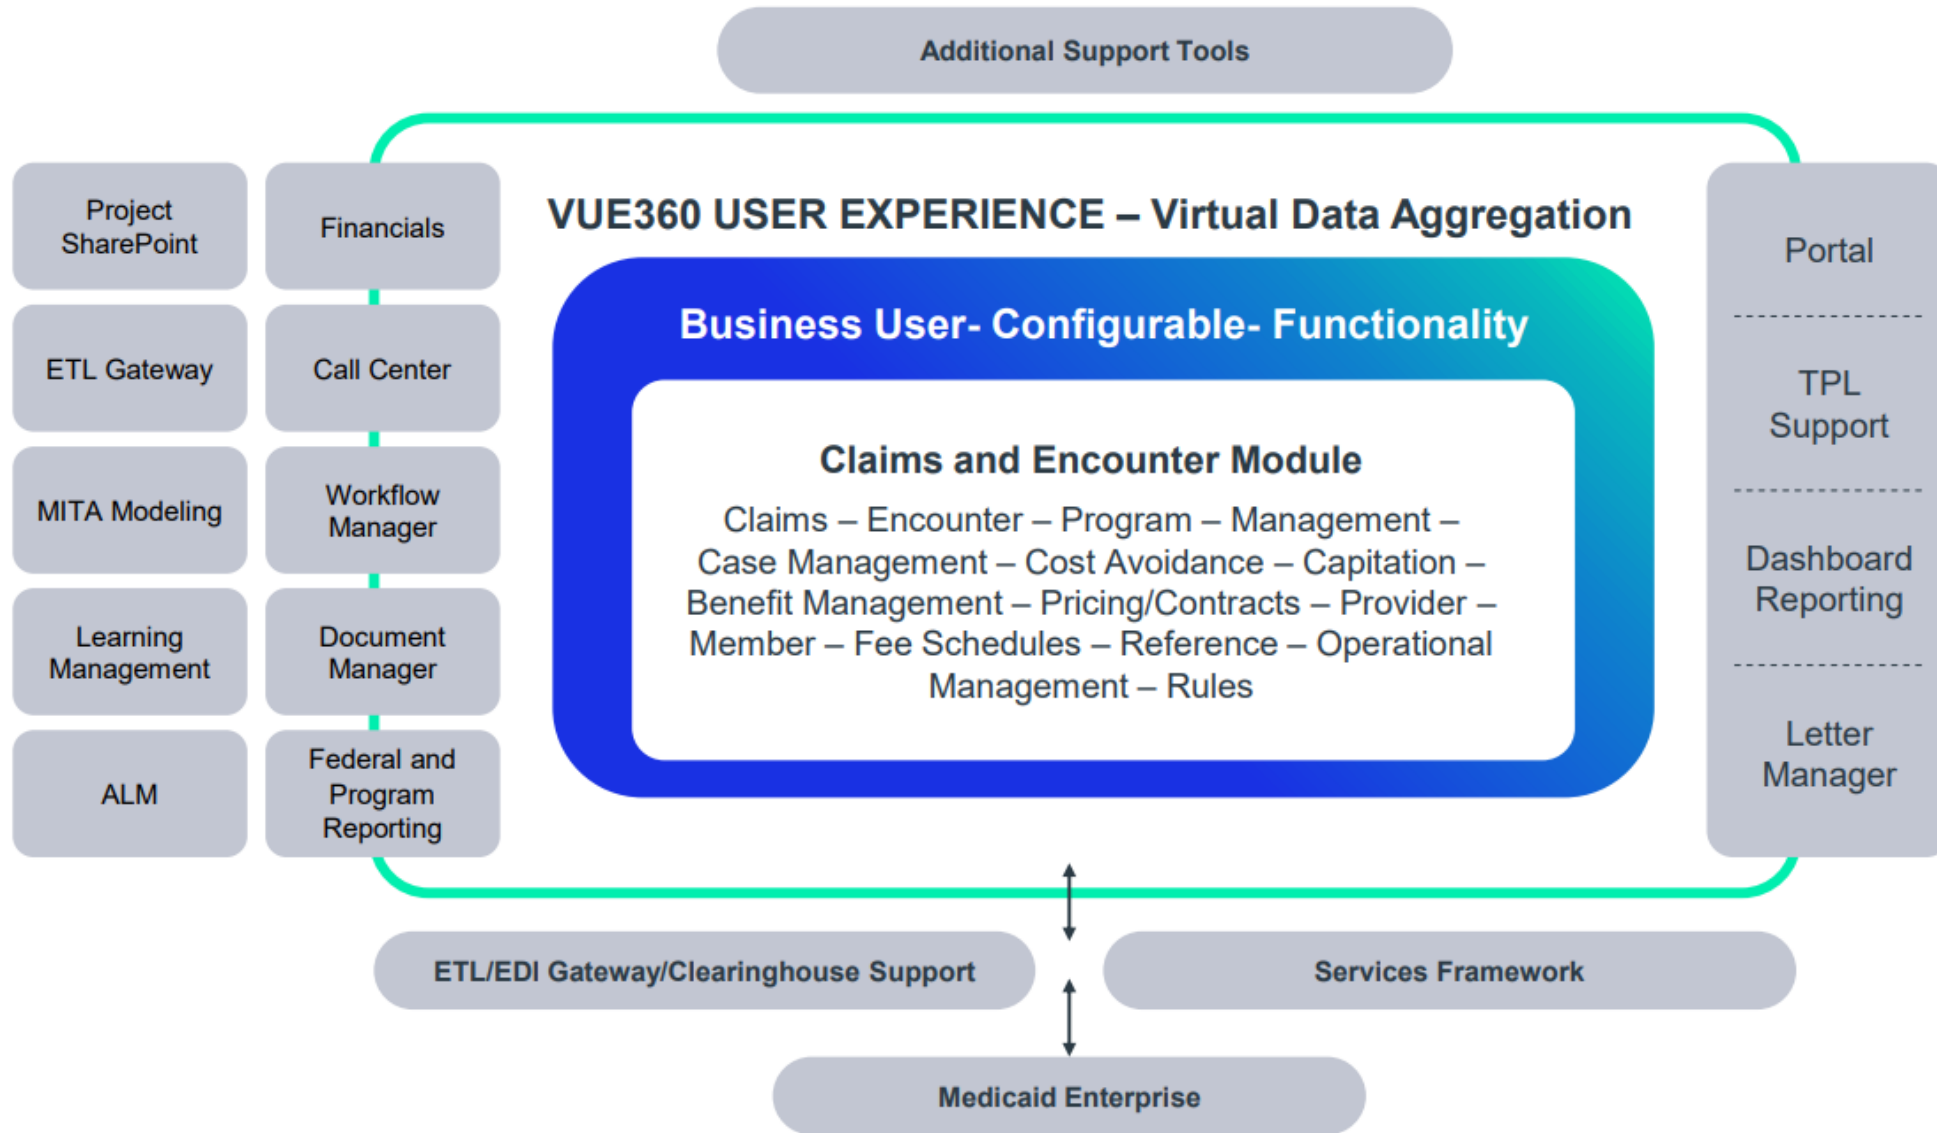 Additional Support Tools
Project
SharePoint
Financials
ETL Gateway
Call Center
MITA Modeling
Workflow
Manager
Learning
Management
Document
Manager
ALM
Federal and
Program
Reporting
VUE360 USER EXPERIENCE – Virtual Data Aggregation
Business User- Configurable- Functionality
Claims and Encounter Module
Claims – Encounter – Program – Management –
Case Management – Cost Avoidance – Capitation –
Benefit Management – Pricing/Contracts – Provider –
Member – Fee Schedules – Reference – Operational
Management – Rules
Portal
TPL
Support
Dashboard
Reporting
Letter
Manager
ETL/EDI Gateway/Clearinghouse Support
Services Framework
Medicaid Enterprise